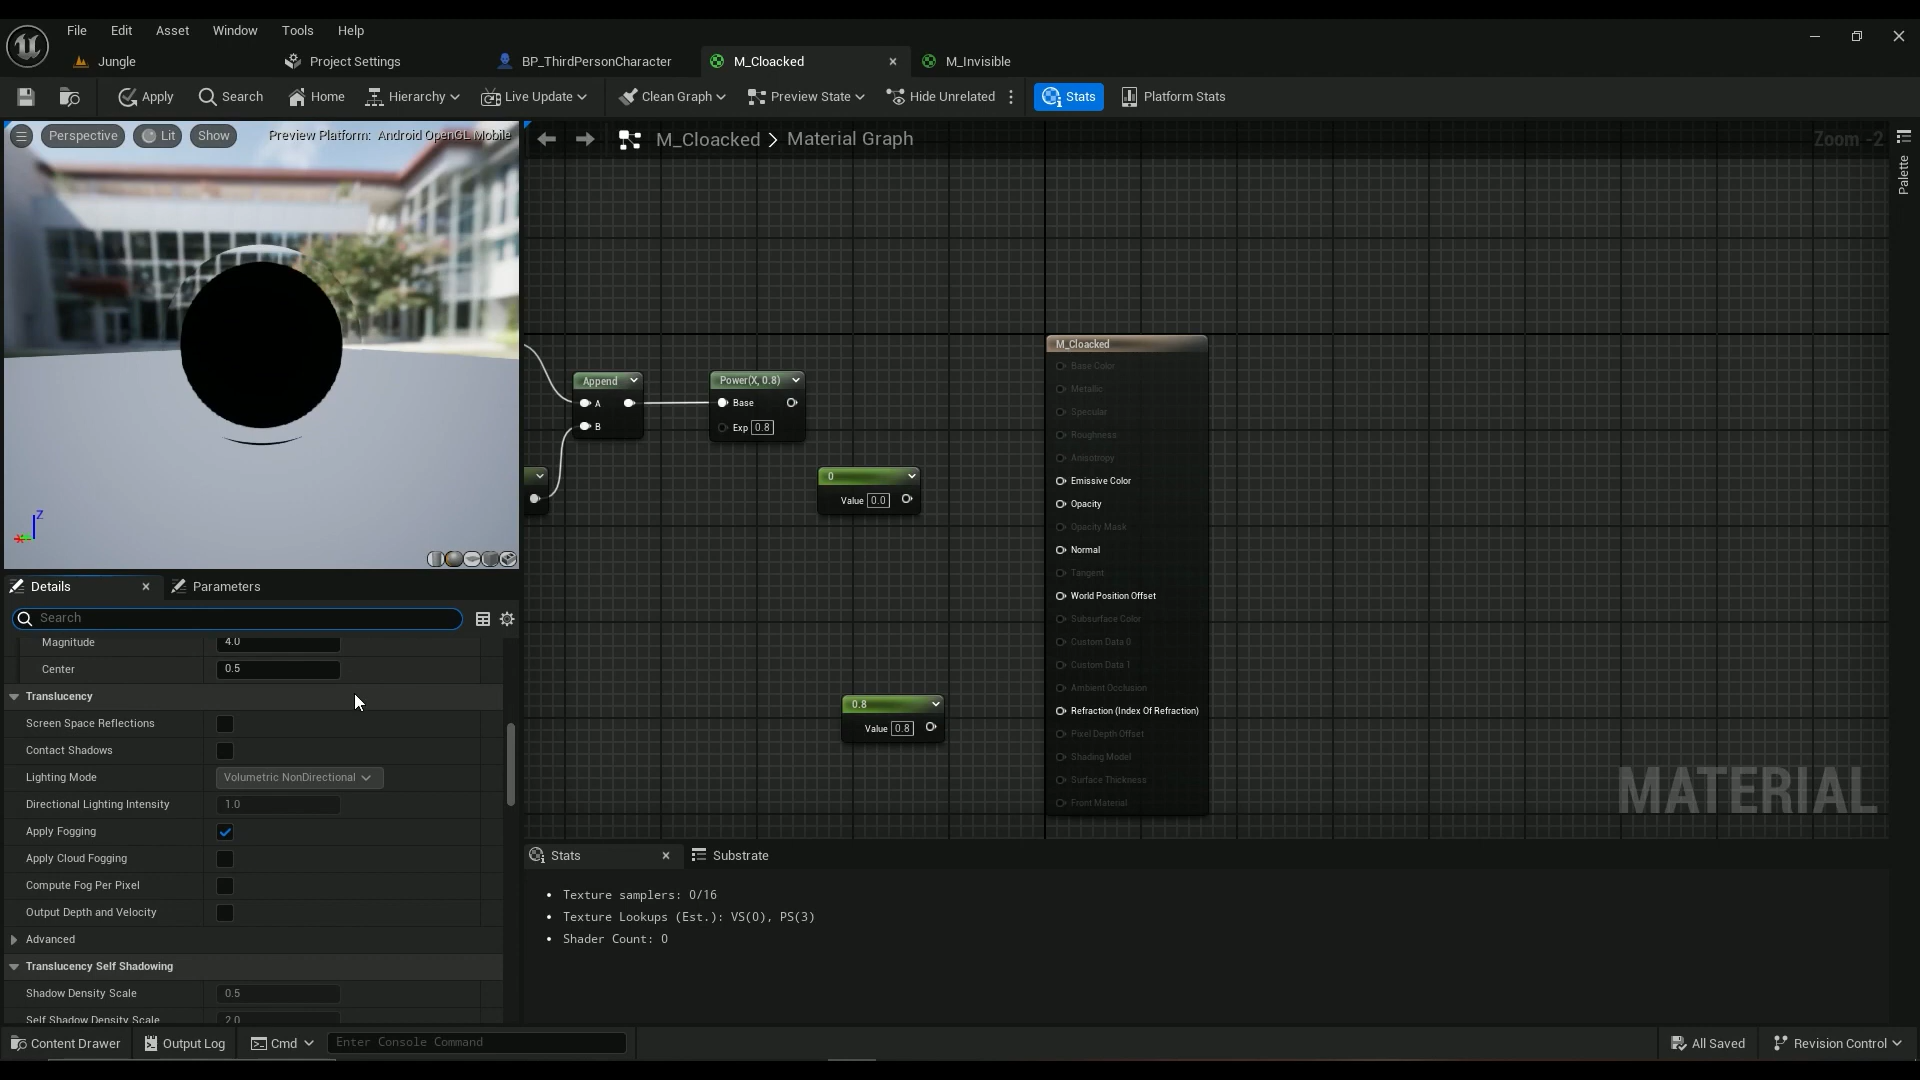 File Edit Asset Window Tools Help
Jungle Project Settings BP_ThirdPersonCharacter M_Cloacked M_Invisible
Apply Search Home Hierarchy Live Update Clean Graph Preview State Hide Unrelated Stats Platform Stats
Perspective Lit Show Preview Platform: Android OpenGL Mobile
M_Cloacked > Material Graph
Zoom -2
Palette
Append
A
B
Power(X, 0.8)
Base
Exp 0.8
0
Value 0.0
0.8
Value 0.8
M_Cloacked
Base Color
Metallic
Specular
Roughness
Anisotropy
Emissive Color
Opacity
Opacity Mask
Normal
Tangent
World Position Offset
Subsurface Color
Custom Data 0
Custom Data 1
Ambient Occlusion
Refraction (Index Of Refraction)
Pixel Depth Offset
Shading Model
Surface Thickness
Front Material
MATERIAL
Z
X
Details Parameters
Search
Magnitude 4.0
Center 0.5
Translucency
Screen Space Reflections
Contact Shadows
Lighting Mode Volumetric NonDirectional
Directional Lighting Intensity 1.0
Apply Fogging
Apply Cloud Fogging
Compute Fog Per Pixel
Output Depth and Velocity
Advanced
Translucency Self Shadowing
Shadow Density Scale 0.5
Self Shadow Density Scale 2.0
Stats Substrate
Texture samplers: 0/16
Texture Lookups (Est.): VS(0), PS(3)
Shader Count: 0
Content Drawer Output Log Cmd Enter Console Command All Saved Revision Control